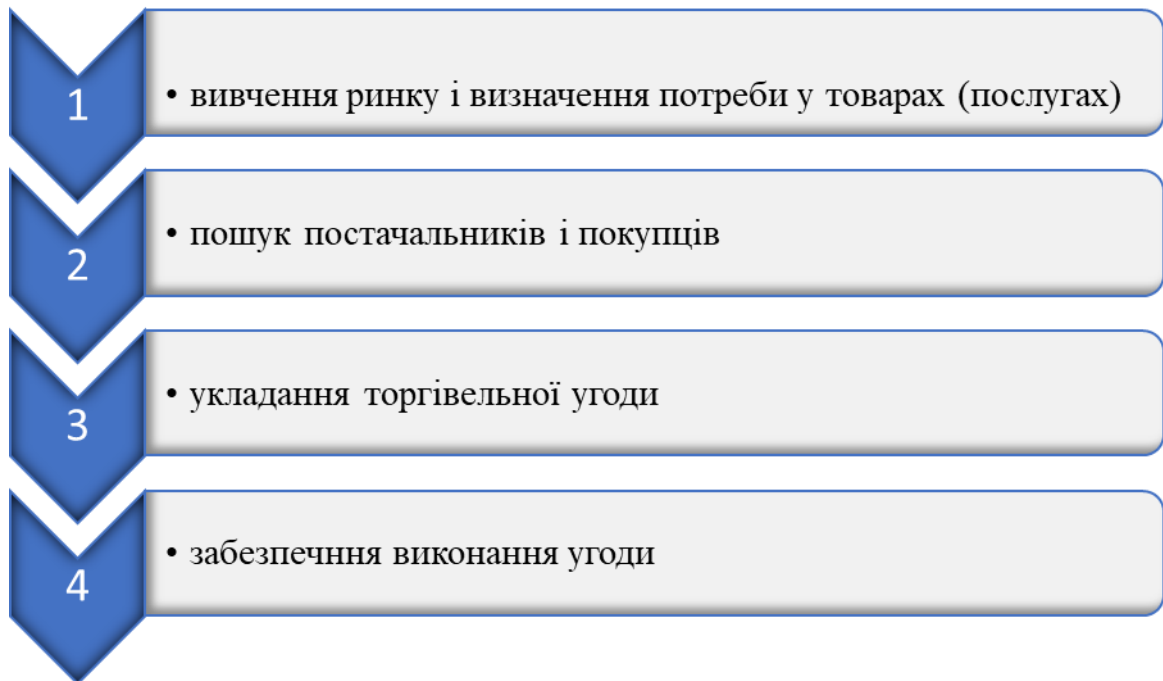 1
• вивчення ринку і визначення потреби у товарах (послугах)
2
• пошук постачальників і покупців
3
• укладання торгівельної угоди
4
• забезпечння виконання угоди